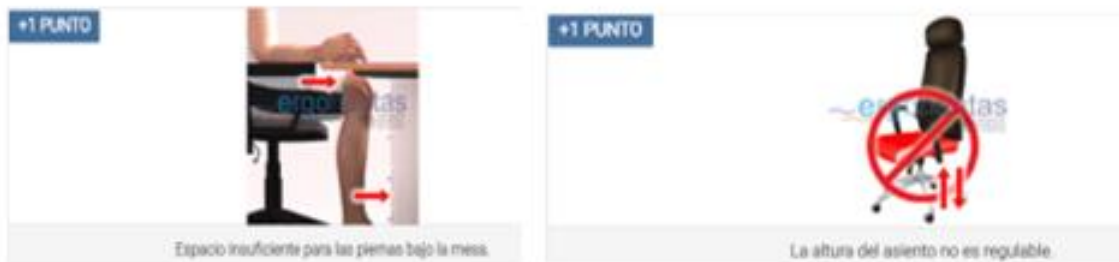 +1 PUNTO
Espacio insuficiente para las piernas bajo la mesa.
+1 PUNTO
La altura del asiento no es regulable.